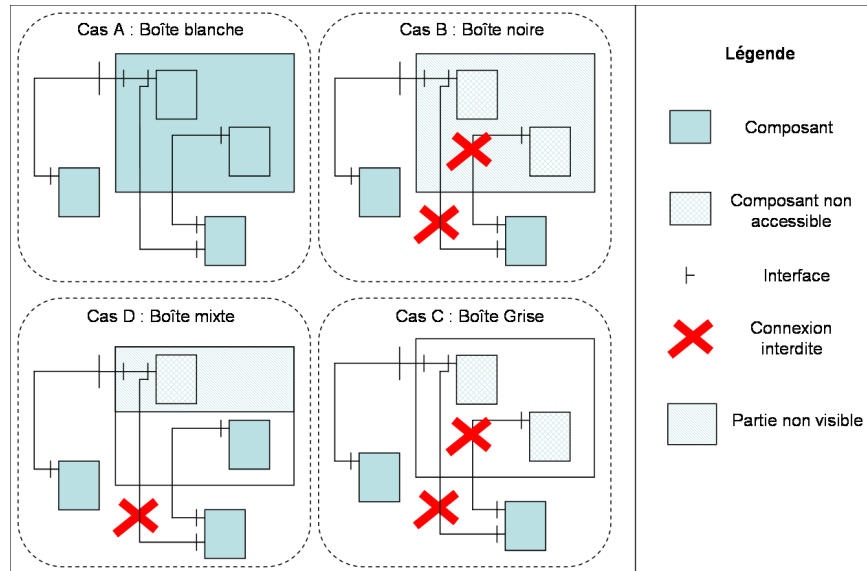 Cas A : Boîte blanche
Cas B : Boîte noire
Cas D : Boîte mixte
Cas C : Boîte Grise
Légende
Composant
Composant non
accessible
Interface
Connexion
interdite
Partie non visible